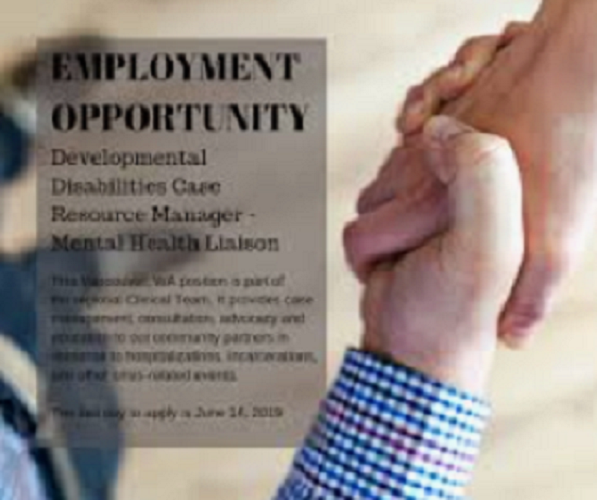 EMPLOYMENT
OPPORTUNITY
Developmental
Disabilities Case
Resource Manager -
Mental Health Liaison
This Vancouver, WA position is part of
the regional Clinical Team. It provides case
management, consultation, advocacy and
education to our community partners in
response to hospitalizations, incarcerations,
and other crisis-related events.
The last day to apply is June 14, 2019